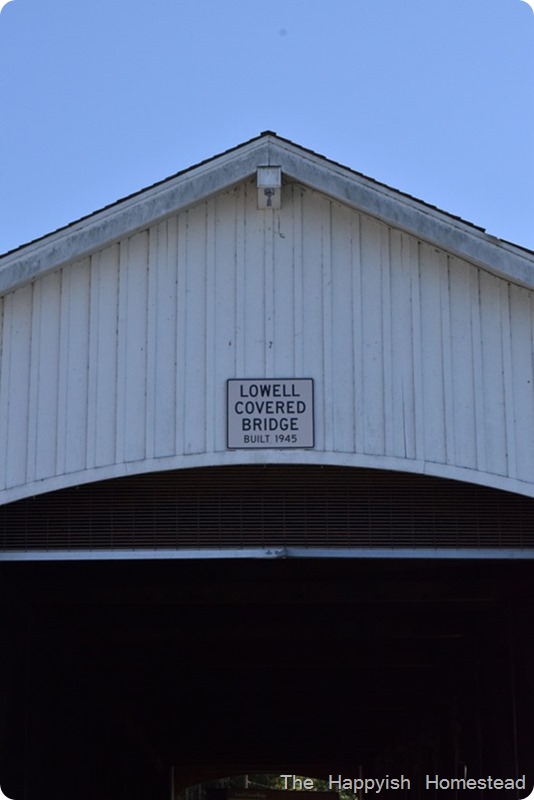 LOWELL
COVERED
BRIDGE
BUILT 1945
The Happyish Homestead